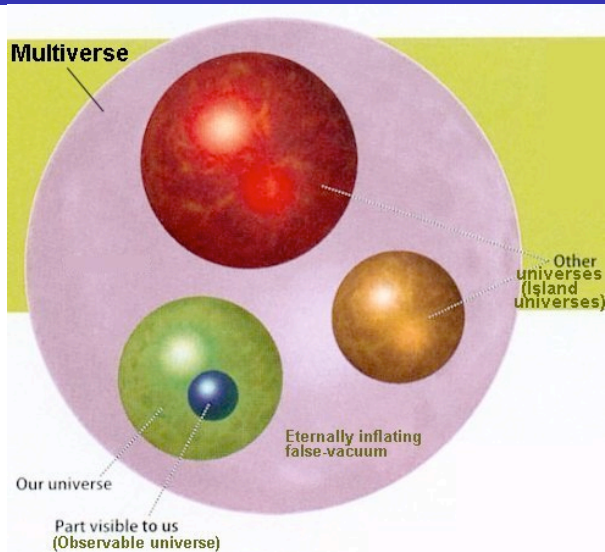 Multiverse
Other
universes
(Island
universes)
Eternally inflating
false-vacuum
Our universe
Part visible to us
(Observable universe)